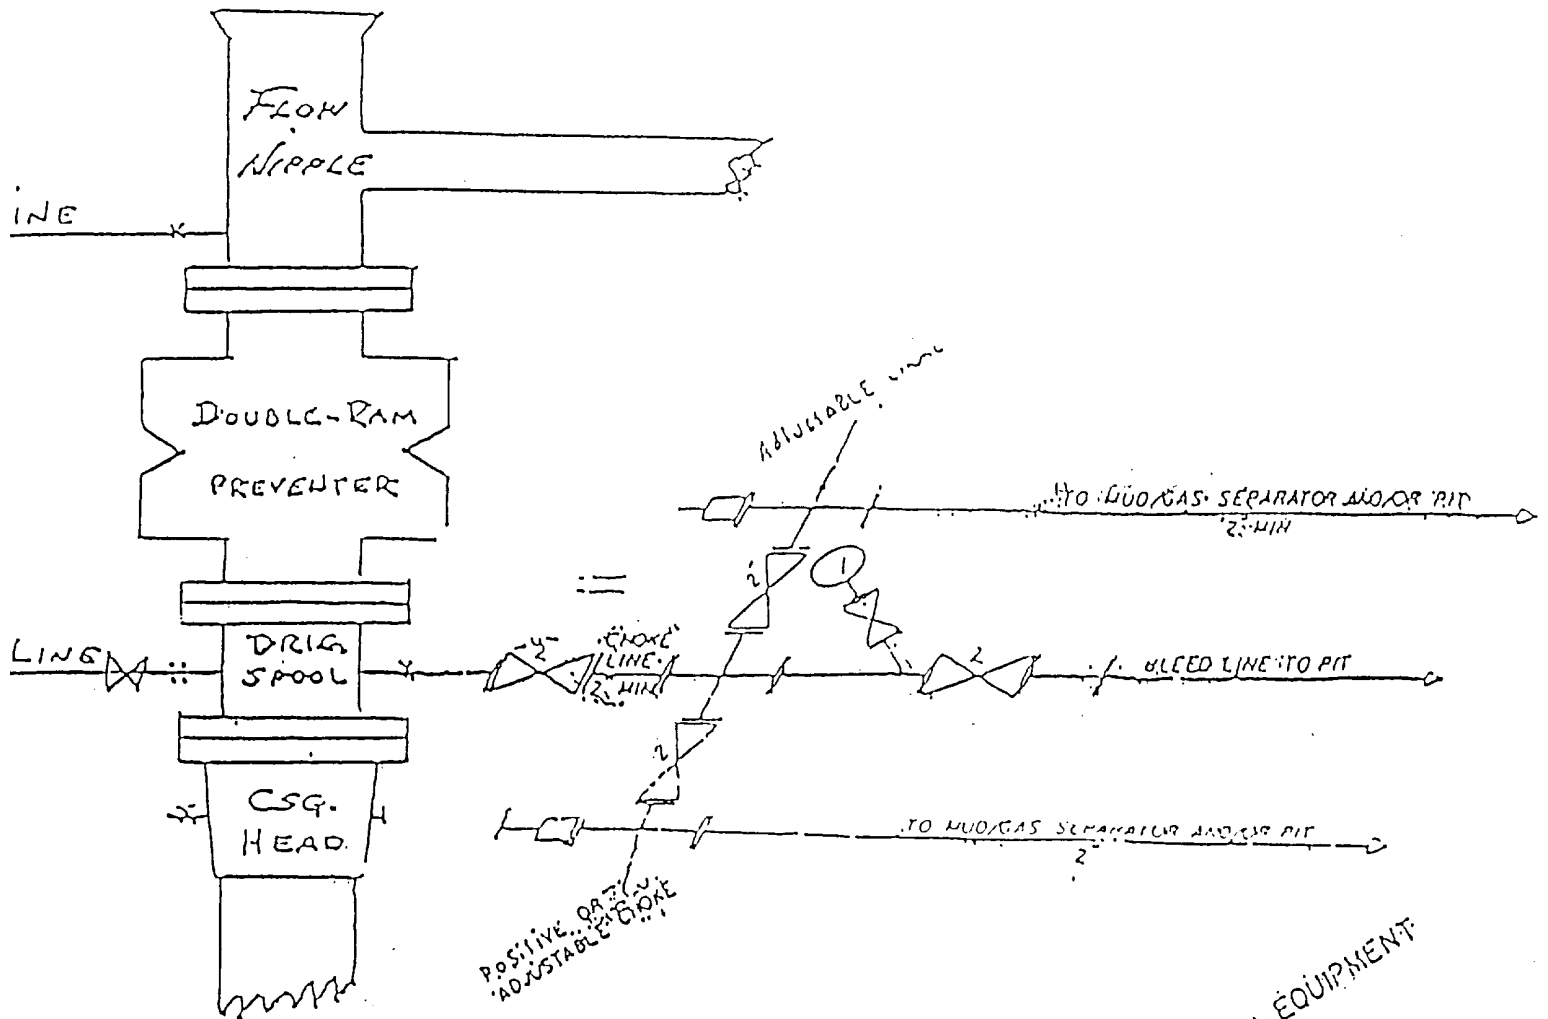 FLOW
NIPPLE
INE
DOUBLE-RAM
PREVENTER
ADJUSTABLE
TO MUD/GAS SEPARATOR AND/OR PIT
2" MIN
2"
1
LINE
DRLG
SPOOL
2"
CHOKE
LINE
2" MIN
2
BLEED LINE TO PIT
2
CSG.
HEAD
TO MUD/GAS SEPARATOR AND/OR PIT
2"
POSITIVE OR
ADJUSTABLE CHOKE
EQUIPMENT